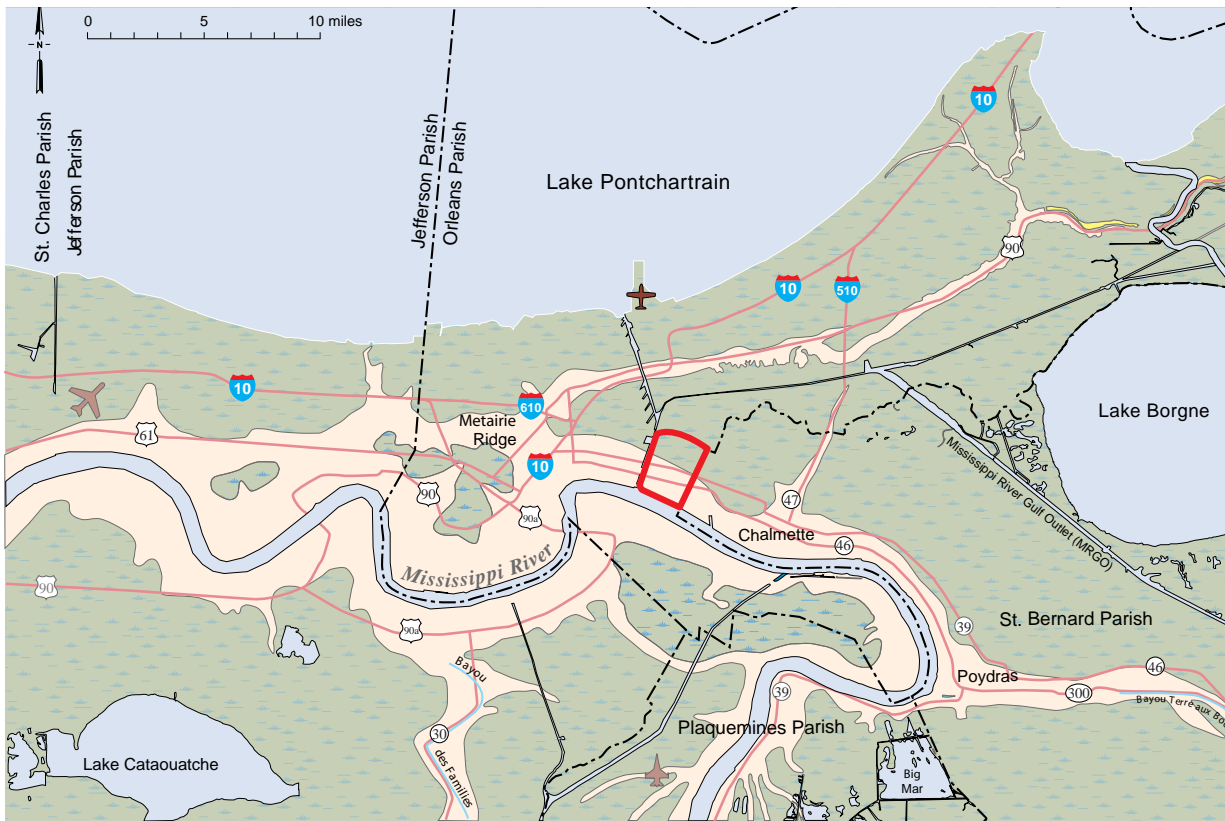 0 5 10 miles
N
St. Charles Parish
Jefferson Parish
Jefferson Parish
Orleans Parish
Lake Pontchartrain
10
90
10
510
10
610
Lake Borgne
Metairie
Ridge
61
10
90
90a
47
Mississippi River Gulf Outlet (MRGO)
Chalmette
46
Mississippi River
90
90a
39
St. Bernard Parish
Bayou
46
Poydras
39
300
Bayou Terre aux Bo
Plaquemines Parish
30
des Families
Lake Cataouatche
Big
Mar